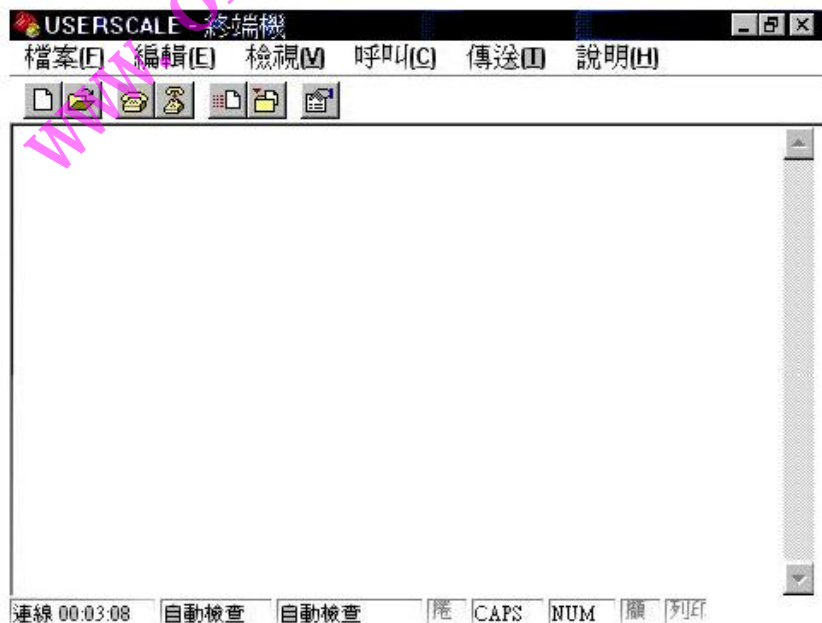 USERSCALE - 終端機
檔案(F) 編輯(E) 檢視(V) 呼叫(C) 傳送(T) 說明(H)
WWW.
連線 00:03:08 自動檢查 自動檢查 捲 CAPS NUM 擷 列印